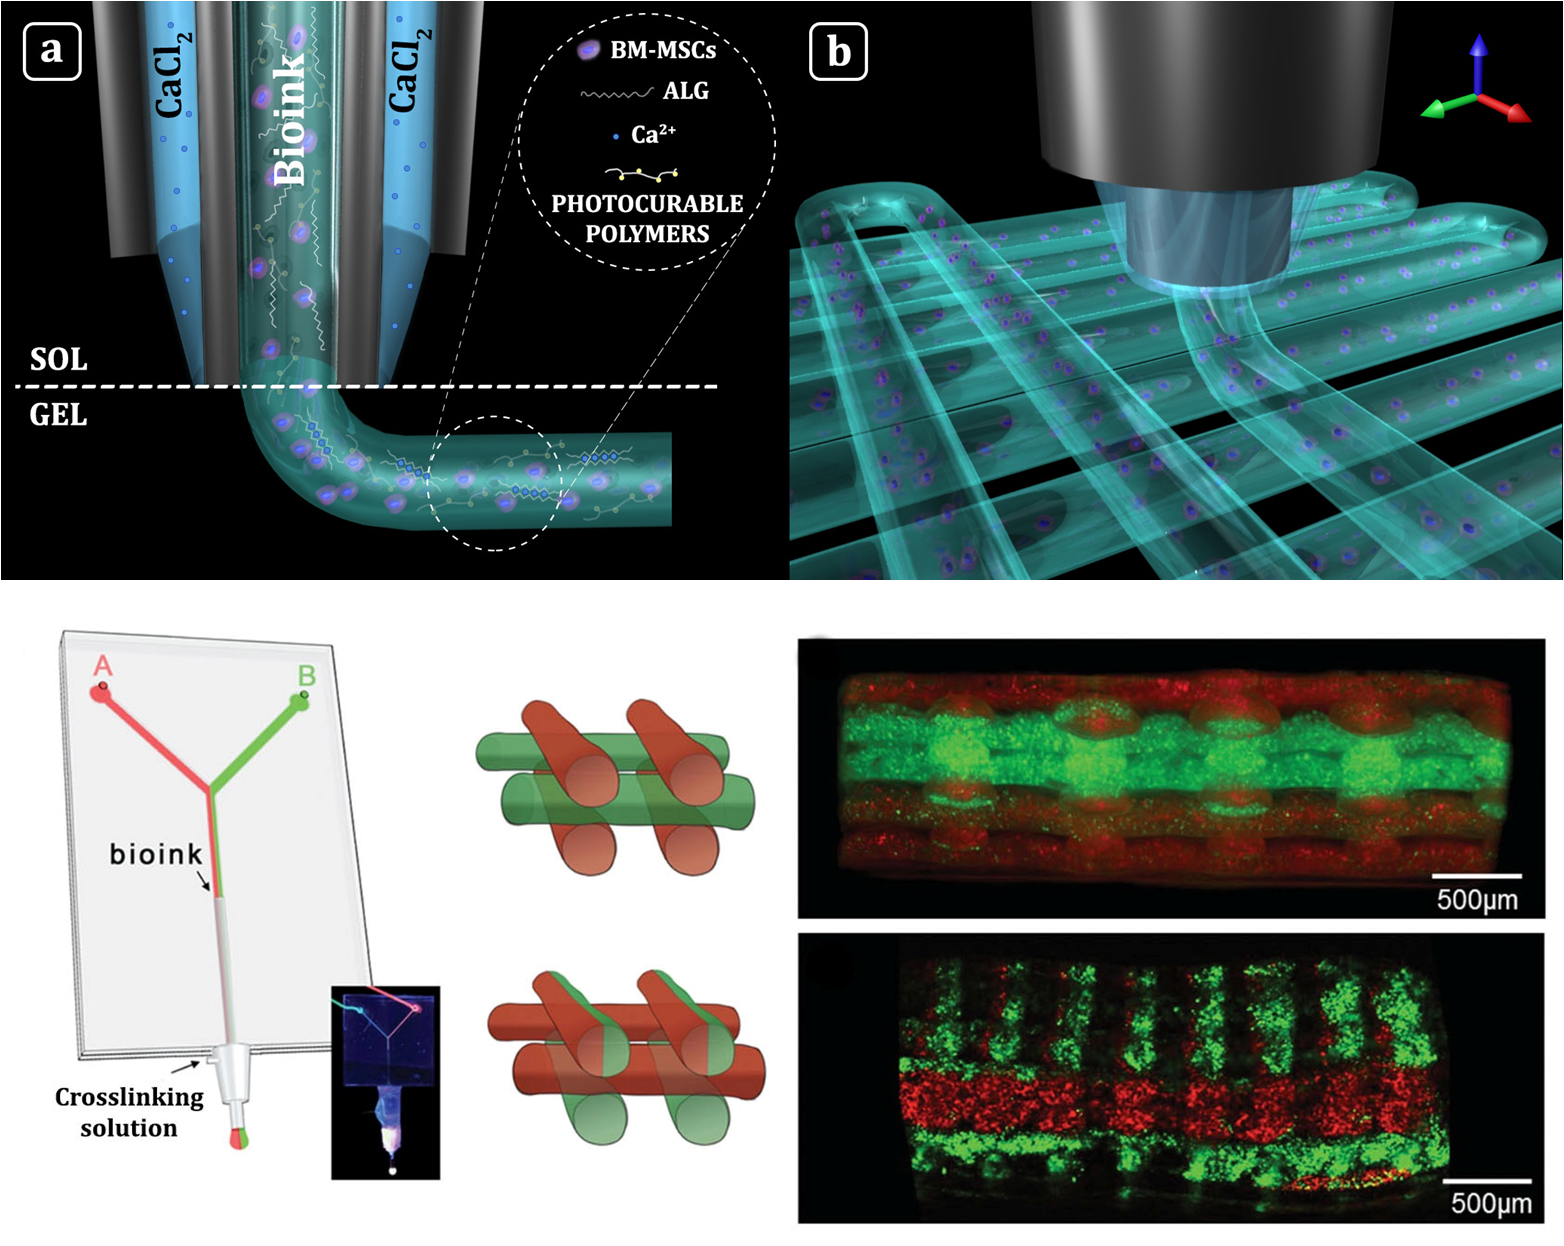 a
CaCl2
Bioink
CaCl2
BM-MSCs
ALG
Ca2+
PHOTOCURABLE
POLYMERS
SOL
GEL
b
A
B
bioink
Crosslinking
solution
500µm
500µm